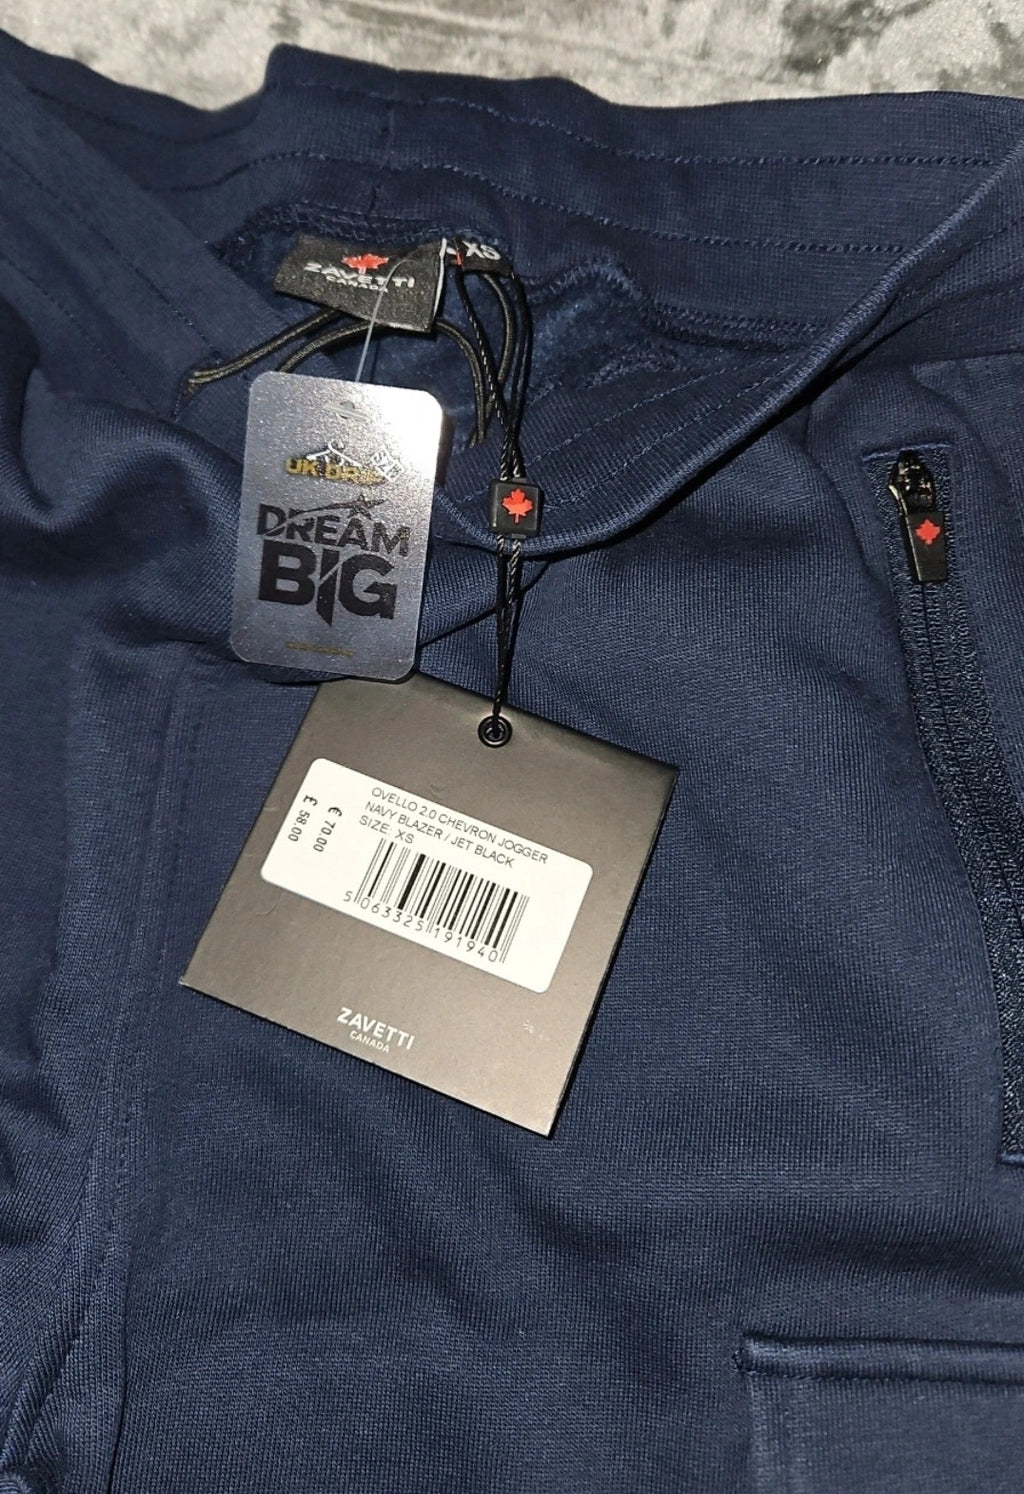 ZAVETTI
CANADA
XS
UK DRIP
DREAM
BIG
OVELLO 2.0 CHEVRON JOGGER
NAVY BLAZER / JET BLACK
SIZE: XS
€ 70.00
£ 58.00
5 063325 191940
ZAVETTI
CANADA